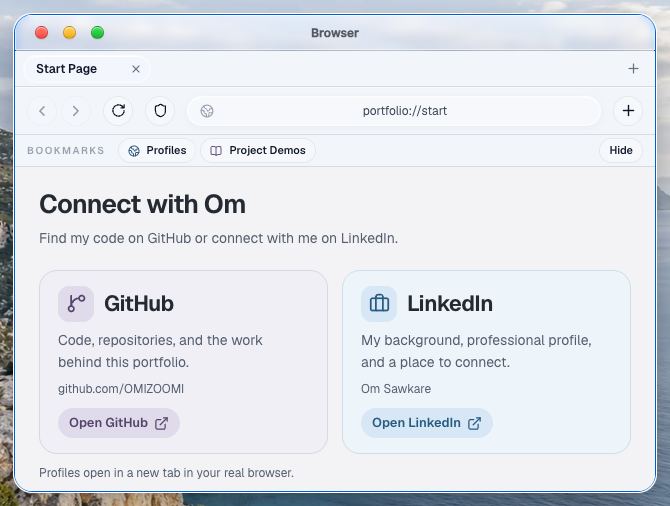 Browser
Start Page
portfolio://start
BOOKMARKS
Profiles
Project Demos
Hide
Connect with Om
Find my code on GitHub or connect with me on LinkedIn.
GitHub
Code, repositories, and the work
behind this portfolio.
github.com/OMIZOOMI
Open GitHub
LinkedIn
My background, professional profile,
and a place to connect.
Om Sawkare
Open LinkedIn
Profiles open in a new tab in your real browser.